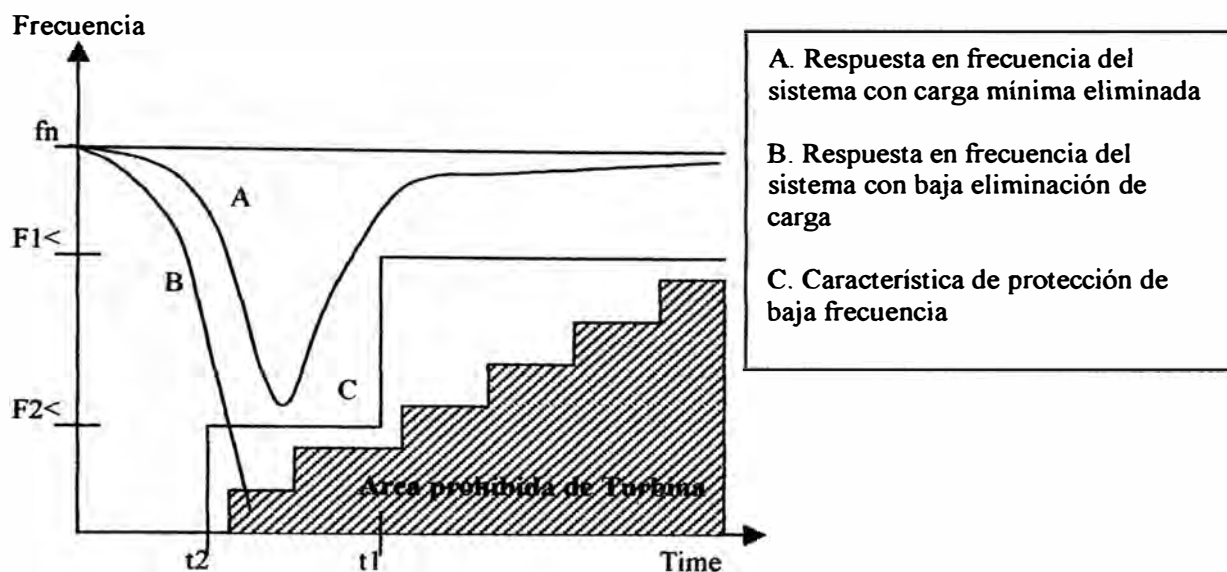 Frecuencia
fn
F1<
F2<
A
B
C
Area prohibida de Turbina
t2
t1
Time
A. Respuesta en frecuencia del
sistema con carga mínima eliminada
B. Respuesta en frecuencia del
sistema con baja eliminación de
carga
C. Característica de protección de
baja frecuencia